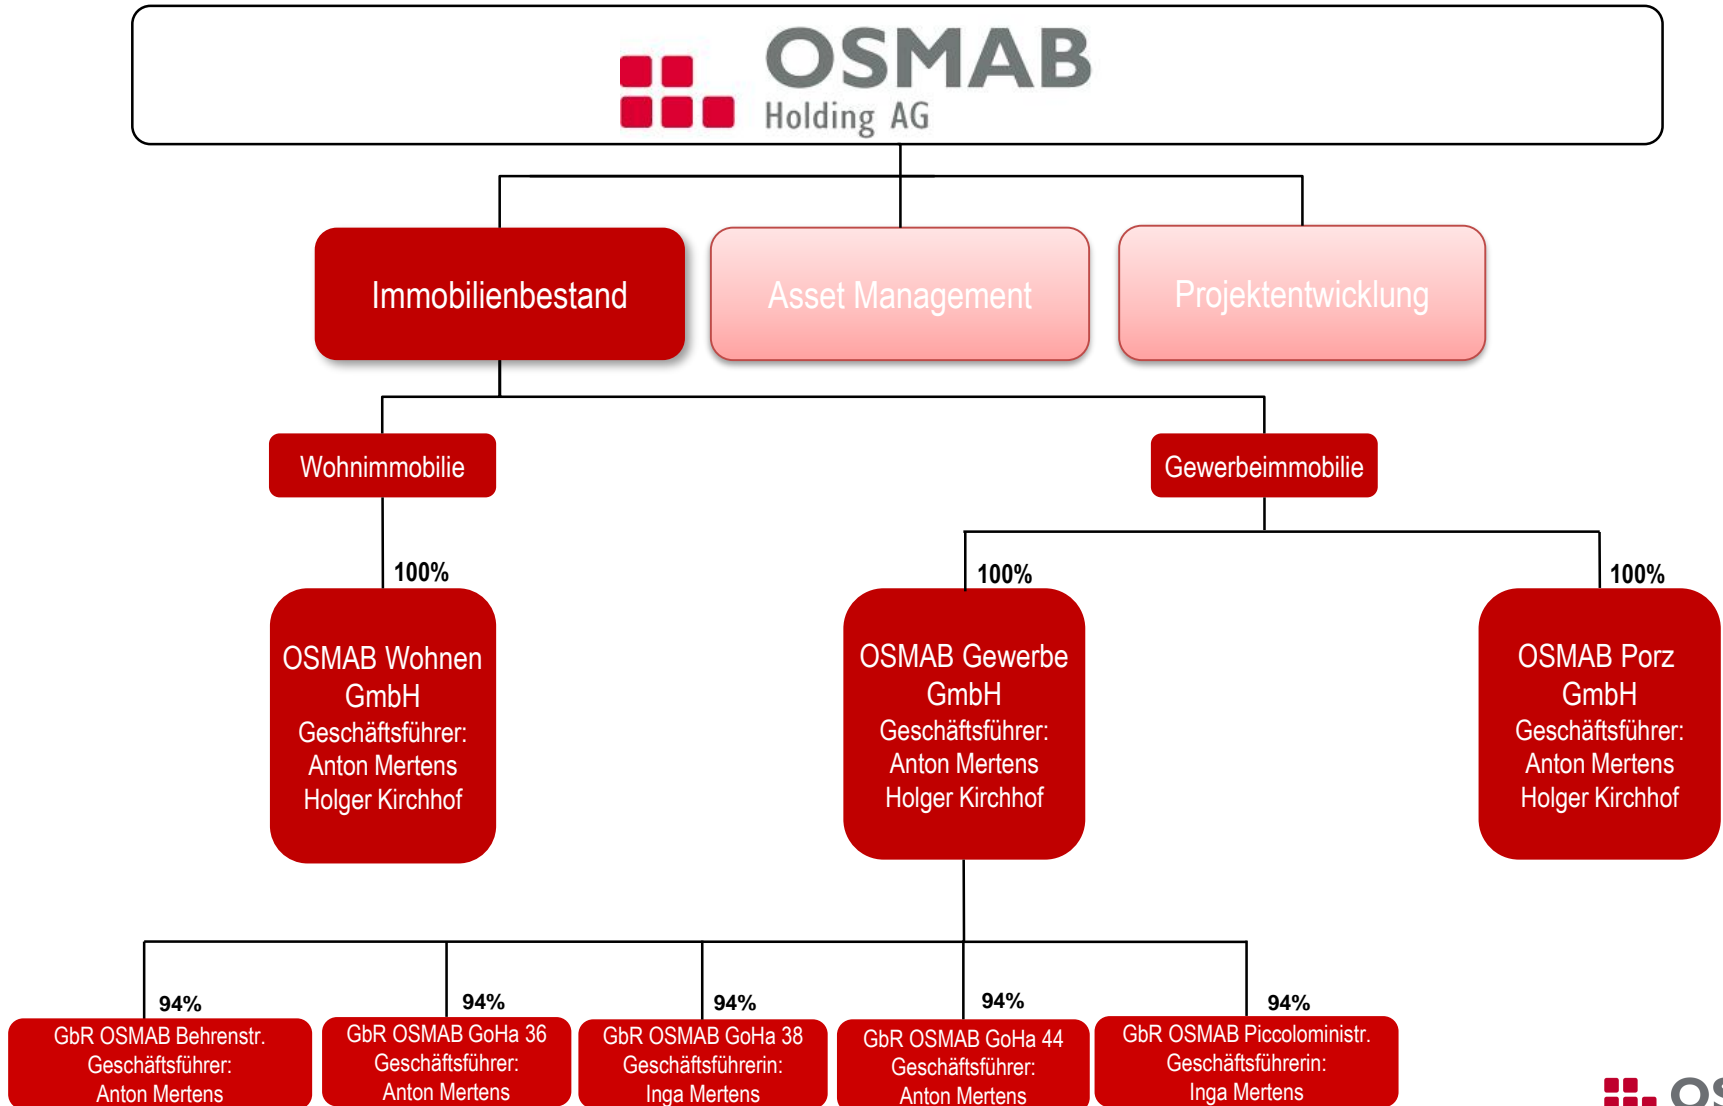 OSMAB
Holding AG
Immobilienbestand
Asset Management
Projektentwicklung
Wohnimmobilie
Gewerbeimmobilie
100%
100%
100%
OSMAB Wohnen
GmbH
Geschäftsführer:
Anton Mertens
Holger Kirchhof
OSMAB Gewerbe
GmbH
Geschäftsführer:
Anton Mertens
Holger Kirchhof
OSMAB Porz
GmbH
Geschäftsführer:
Anton Mertens
Holger Kirchhof
94%
94%
94%
94%
94%
GbR OSMAB Behrenstr.
Geschäftsführer:
Anton Mertens
GbR OSMAB GoHa 36
Geschäftsführer:
Anton Mertens
GbR OSMAB GoHa 38
Geschäftsführerin:
Inga Mertens
GbR OSMAB GoHa 44
Geschäftsführer:
Anton Mertens
GbR OSMAB Piccoloministr.
Geschäftsführerin:
Inga Mertens